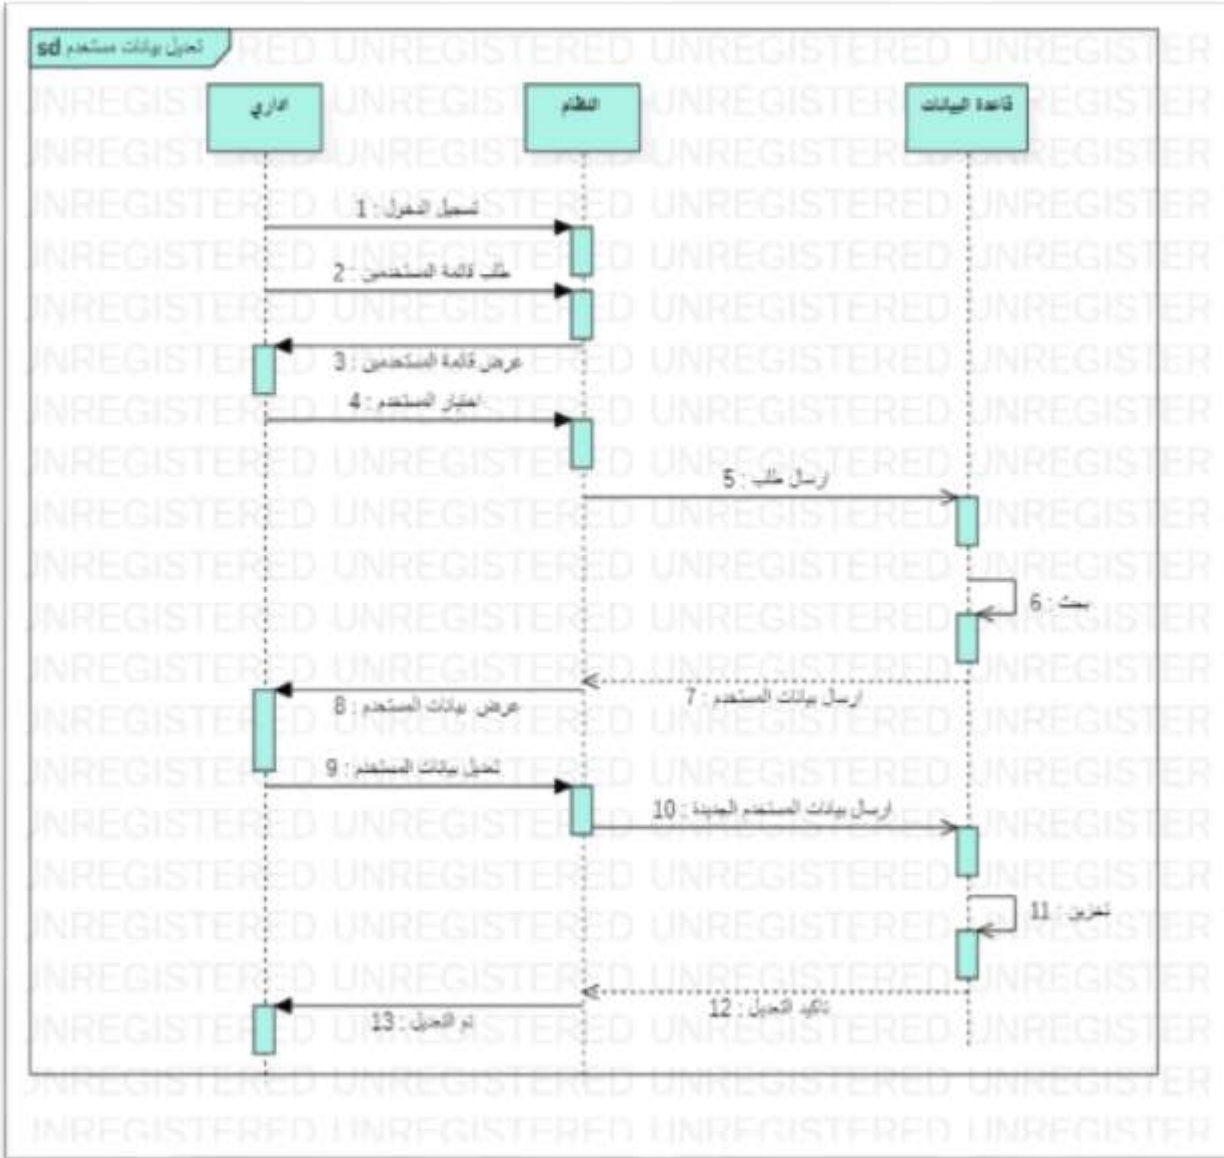 sd تعديل بيانات مستخدم
اداري
النظام
قاعدة البيانات
1 : تسجيل الدخول
2 : طلب قائمة المستخدمين
3 : عرض قائمة المستخدمين
4 : اختيار المستخدم
5 : ارسال طلب
6 : بحث
7 : ارسال بيانات المستخدم
8 : عرض بيانات المستخدم
9 : تعديل بيانات المستخدم
10 : ارسال بيانات المستخدم الجديدة
11 : تخزين
12 : تاكيد التعديل
13 : تم التعديل
UNREGISTERED